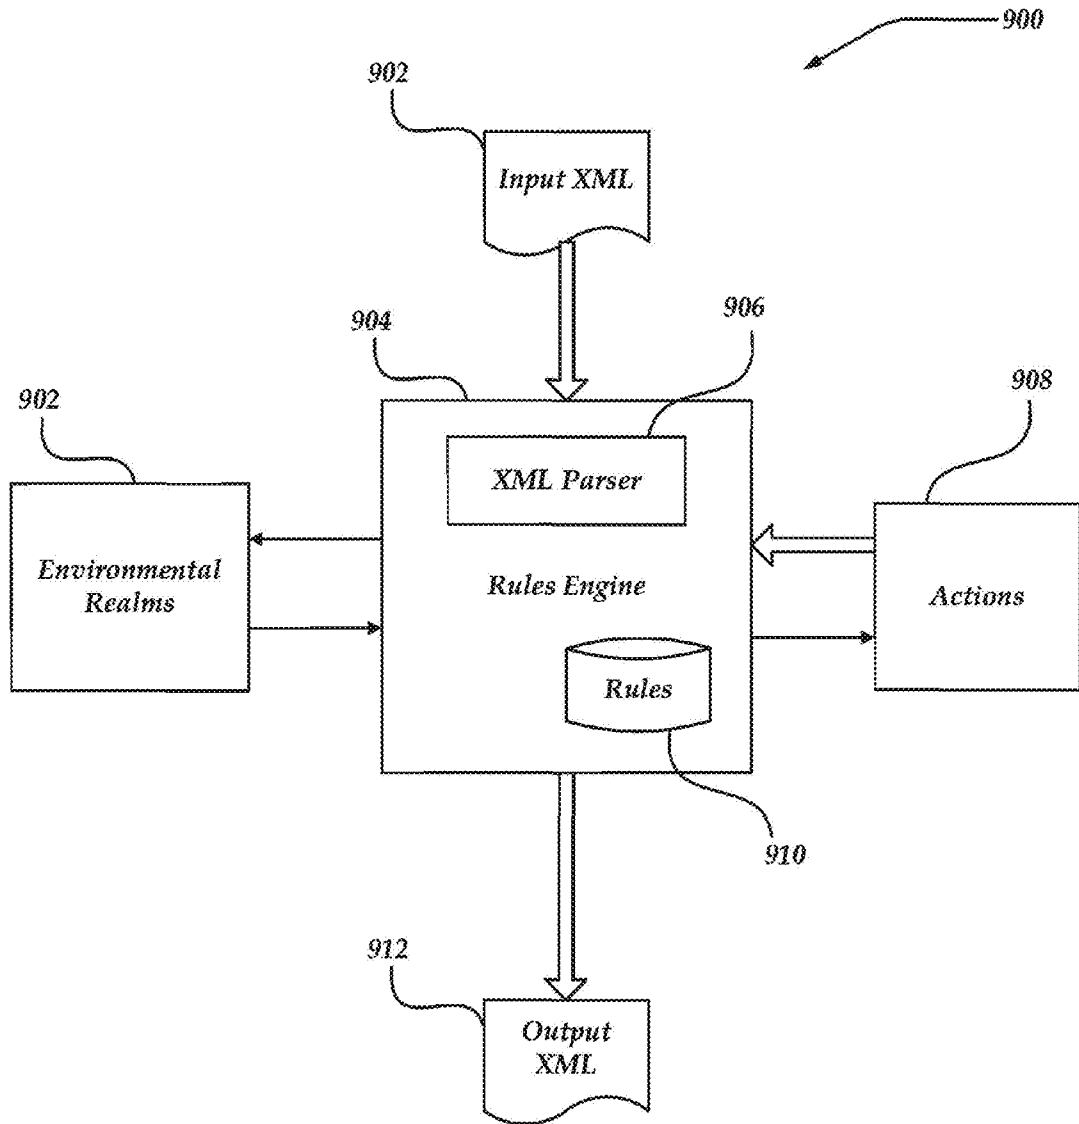 900
902
Input XML
904
906
902
908
XML Parser
Environmental
Realms
Rules Engine
Actions
Rules
910
912
Output
XML